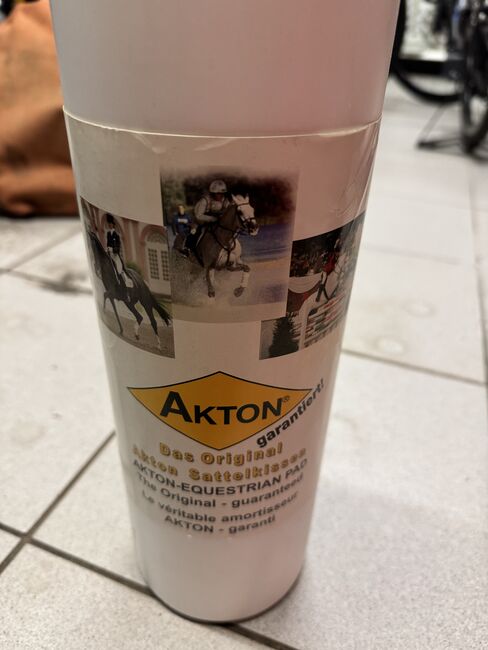 AKTON®
garantiert!
Das Original
Akton Sattelkissen
AKTON-EQUESTRIAN PAD
The Original - guaranteed
Le véritable amortisseur
AKTON - garanti